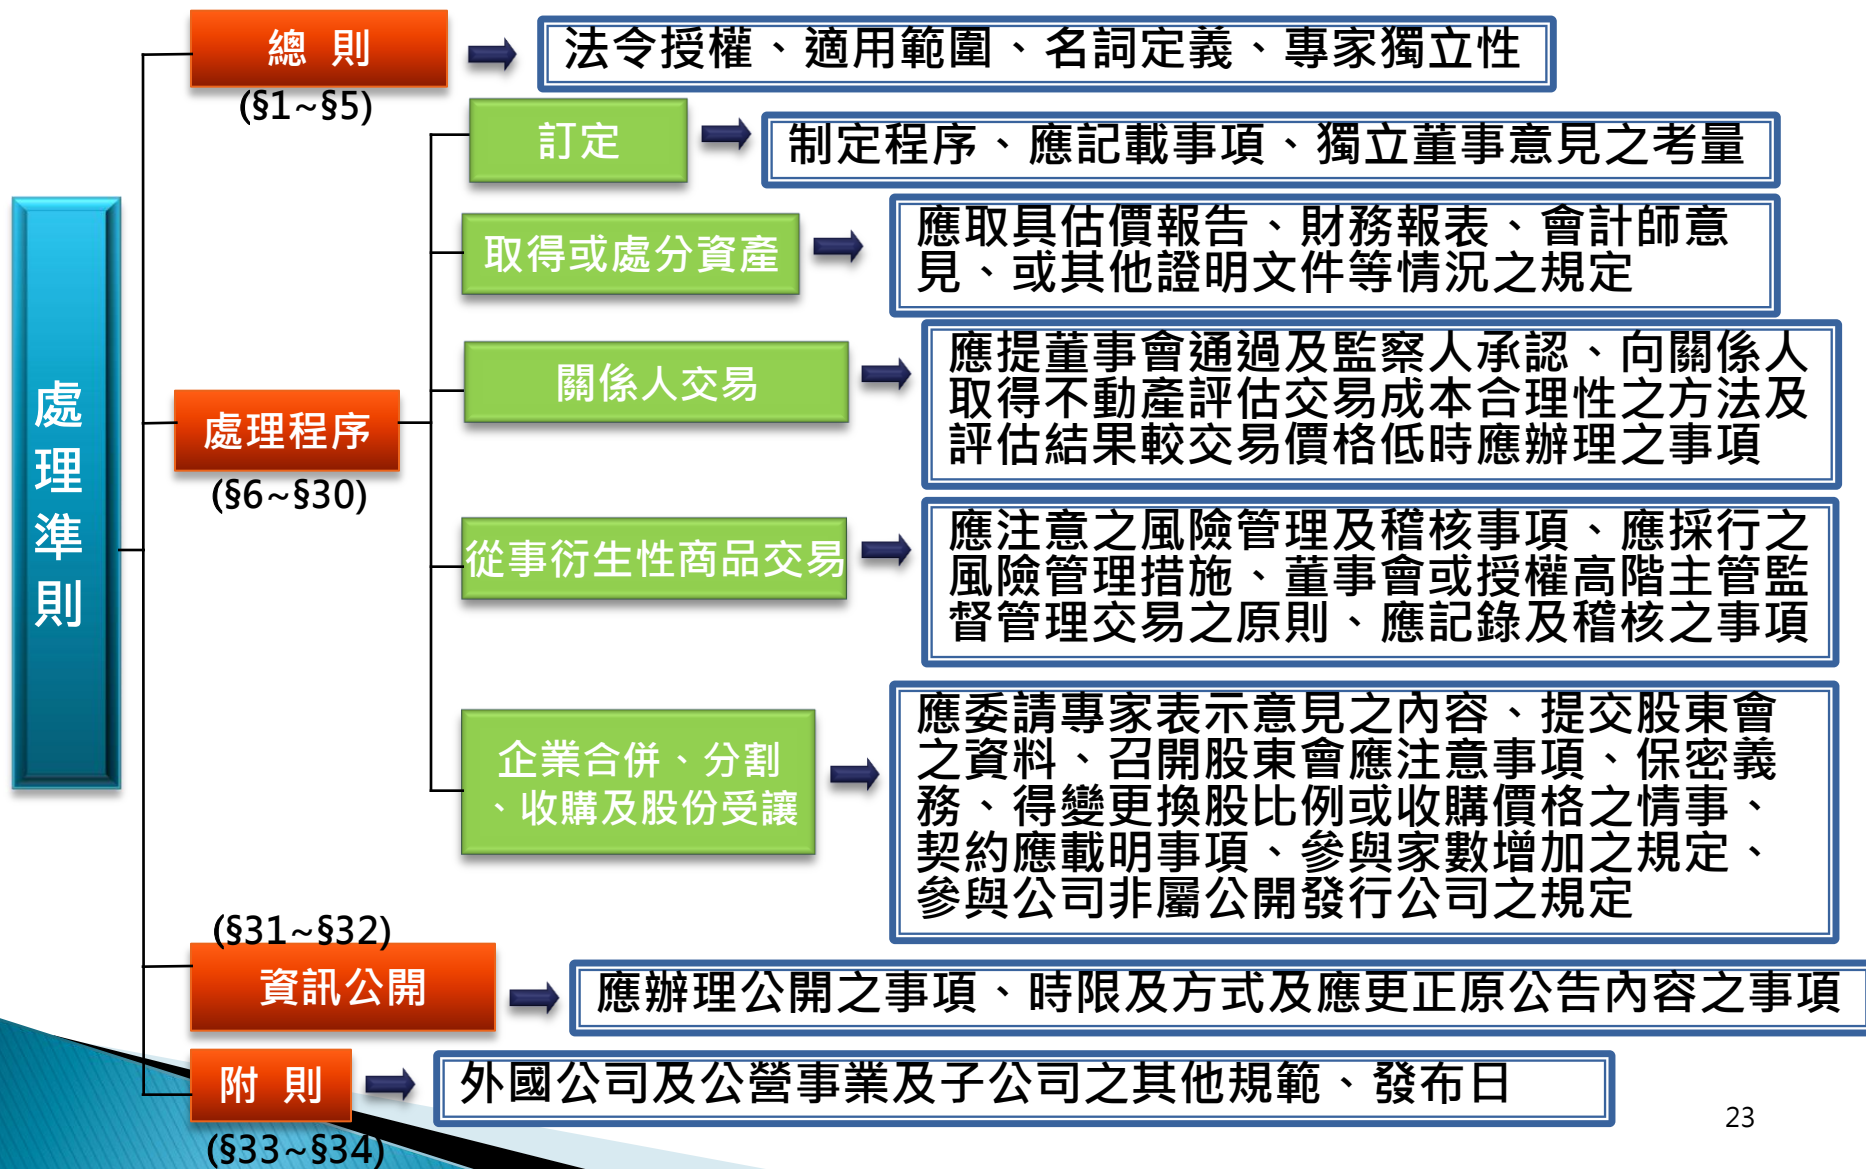 處
理
準
則
總 則
(§1~§5)
法令授權、適用範圍、名詞定義、專家獨立性
處理程序
(§6~§30)
訂定
制定程序、應記載事項、獨立董事意見之考量
取得或處分資產
應取具估價報告、財務報表、會計師意
見、或其他證明文件等情況之規定
關係人交易
應提董事會通過及監察人承認、向關係人
取得不動產評估交易成本合理性之方法及
評估結果較交易價格低時應辦理之事項
從事衍生性商品交易
應注意之風險管理及稽核事項、應採行之
風險管理措施、董事會或授權高階主管監
督管理交易之原則、應記錄及稽核之事項
企業合併、分割
、收購及股份受讓
應委請專家表示意見之內容、提交股東會
之資料、召開股東會應注意事項、保密義
務、得變更換股比例或收購價格之情事、
契約應載明事項、參與家數增加之規定、
參與公司非屬公開發行公司之規定
(§31~§32)
資訊公開
應辦理公開之事項、時限及方式及應更正原公告內容之事項
附 則
(§33~§34)
外國公司及公營事業及子公司之其他規範、發布日
23